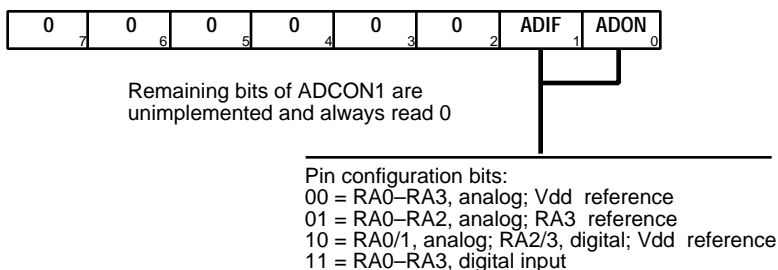 0 7 0 6 0 5 0 4 0 3 0 2 ADIF 1 ADON 0
Remaining bits of ADCON1 are
unimplemented and always read 0
Pin configuration bits:
00 = RA0–RA3, analog; Vdd reference
01 = RA0–RA2, analog; RA3 reference
10 = RA0/1, analog; RA2/3, digital; Vdd reference
11 = RA0–RA3, digital input